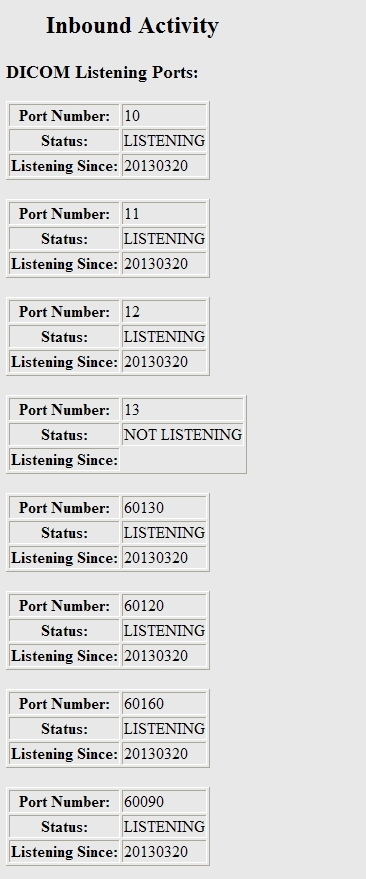 Inbound Activity
DICOM Listening Ports:
Port Number: 10
Status: LISTENING
Listening Since: 20130320
Port Number: 11
Status: LISTENING
Listening Since: 20130320
Port Number: 12
Status: LISTENING
Listening Since: 20130320
Port Number: 13
Status: NOT LISTENING
Listening Since:
Port Number: 60130
Status: LISTENING
Listening Since: 20130320
Port Number: 60120
Status: LISTENING
Listening Since: 20130320
Port Number: 60160
Status: LISTENING
Listening Since: 20130320
Port Number: 60090
Status: LISTENING
Listening Since: 20130320